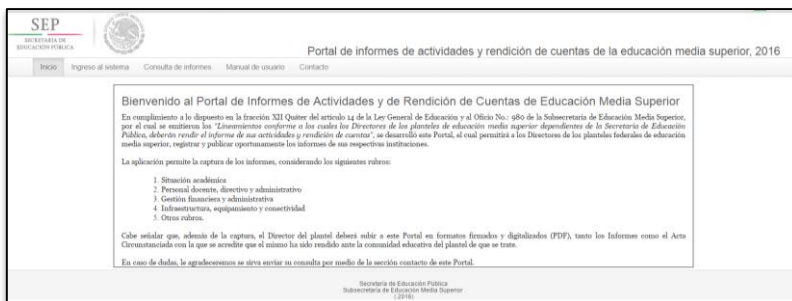 SEP
SECRETARÍA DE
EDUCACIÓN PÚBLICA
Portal de informes de actividades y rendición de cuentas de la educación media superior, 2016
Inicio Ingreso al sistema Consulta de informes Manual de usuario Contacto
Bienvenido al Portal de Informes de Actividades y de Rendición de Cuentas de Educación Media Superior
En cumplimiento a lo dispuesto en la fracción XII Quáter del artículo 14 de la Ley General de Educación y al Oficio No.: 980 de la Subsecretaría de Educación Media Superior,
por el cual se emitieron los "Lineamientos conforme a los cuales los Directores de los planteles de educación media superior dependientes de la Secretaría de Educación
Pública, deberán rendir el informe de sus actividades y rendición de cuentas", se desarrolló este Portal, el cual permitirá a los Directores de los planteles federales de educación
media superior, registrar y publicar oportunamente los informes de sus respectivas instituciones.
La aplicación permite la captura de los informes, considerando los siguientes rubros:
1. Situación académica
2. Personal docente, directivo y administrativo
3. Gestión financiera y administrativa
4. Infraestructura, equipamiento y conectividad
5. Otros rubros.
Cabe señalar que, además de la captura, el Director del plantel deberá subir a este Portal en formatos firmados y digitalizados (PDF), tanto los Informes como el Acta
Circunstanciada con la que se acredite que el mismo ha sido rendido ante la comunidad educativa del plantel de que se trate.
En caso de dudas, le agradeceremos se sirva enviar su consulta por medio de la sección contacto de este Portal.
Secretaría de Educación Pública
Subsecretaría de Educación Media Superior
( 2016)